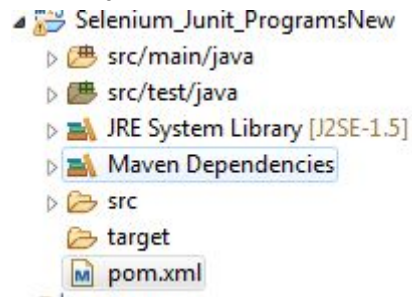 Selenium_Junit_ProgramsNew
src/main/java
src/test/java
JRE System Library [J2SE-1.5]
Maven Dependencies
src
target
pom.xml